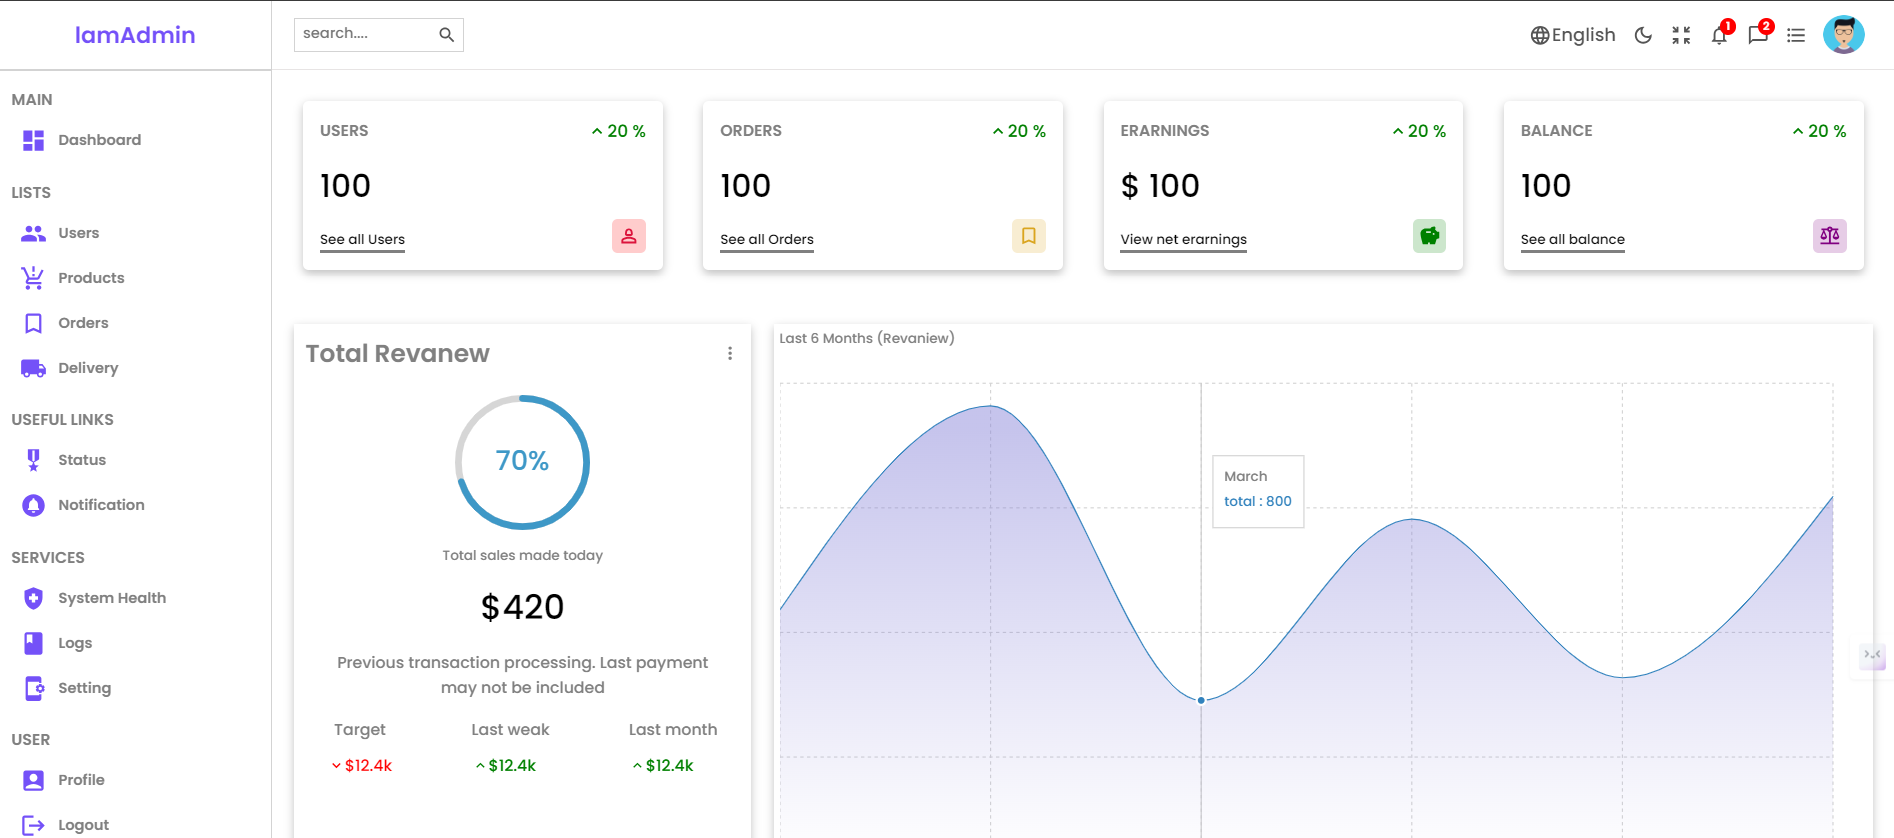 IamAdmin
search....
English
1
2
MAIN
Dashboard
LISTS
Users
Products
Orders
Delivery
USEFUL LINKS
Status
Notification
SERVICES
System Health
Logs
Setting
USER
Profile
Logout
USERS
20 %
100
See all Users
ORDERS
20 %
100
See all Orders
ERARNINGS
20 %
$ 100
View net erarnings
BALANCE
20 %
100
See all balance
Total Revanew
70%
Total sales made today
$420
Previous transaction processing. Last payment
may not be included
Target
Last weak
Last month
$12.4k
$12.4k
$12.4k
Last 6 Months (Revaniew)
March
total : 800